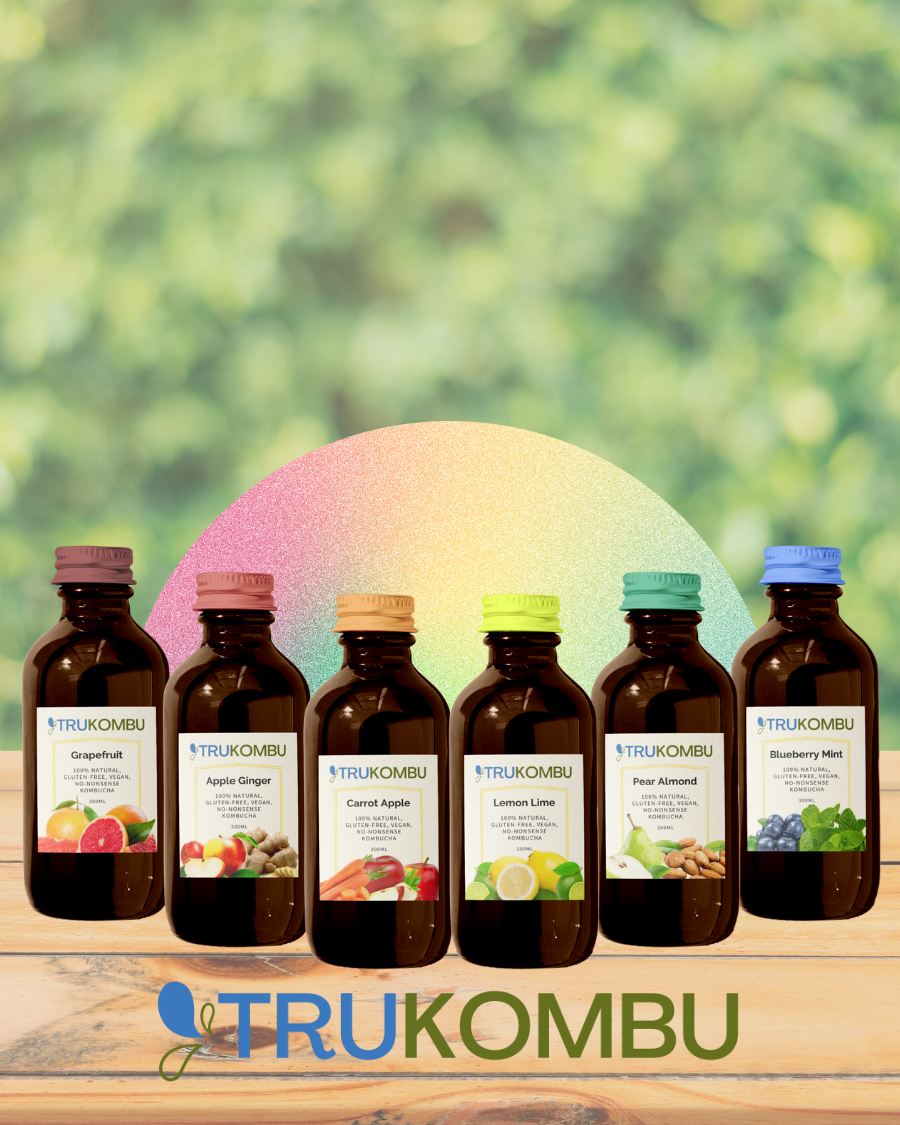 TRUKOMBU
Grapefruit
100% NATURAL,
GLUTEN-FREE, VEGAN,
NO-NONSENSE
KOMBUCHA
300ML
TRUKOMBU
Apple Ginger
100% NATURAL,
GLUTEN-FREE, VEGAN,
NO-NONSENSE
KOMBUCHA
300ML
TRUKOMBU
Carrot Apple
100% NATURAL,
GLUTEN-FREE, VEGAN,
NO-NONSENSE
KOMBUCHA
300ML
TRUKOMBU
Lemon Lime
100% NATURAL,
GLUTEN-FREE, VEGAN,
NO-NONSENSE
KOMBUCHA
300ML
TRUKOMBU
Pear Almond
100% NATURAL,
GLUTEN-FREE, VEGAN,
NO-NONSENSE
KOMBUCHA
300ML
TRUKOMBU
Blueberry Mint
100% NATURAL,
GLUTEN-FREE, VEGAN,
NO-NONSENSE
KOMBUCHA
300ML
TRUKOMBU